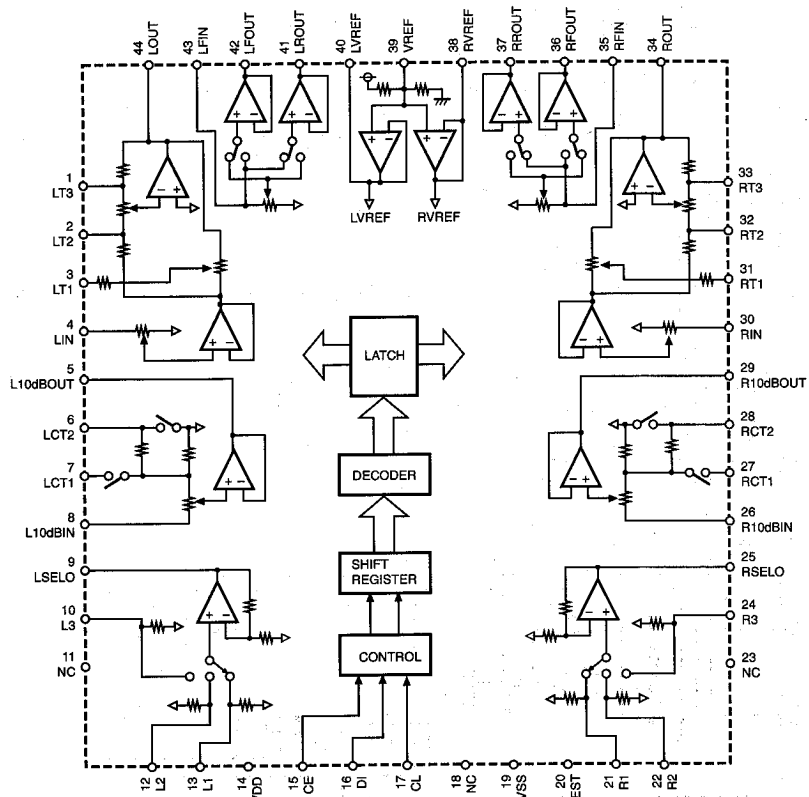 44 LOUT
43 LFIN
42 LFOUT
41 LROUT
40 LVREF
39 VREF
38 RVREF
37 RROUT
36 RFOUT
35 RFIN
34 ROUT
1
LT3
2
LT2
3
LT1
4
LIN
5
L10dBOUT
6
LCT2
7
LCT1
8
L10dBIN
9
LSELO
10
L3
11
NC
LVREF
RVREF
LATCH
DECODER
SHIFT
REGISTER
CONTROL
33
RT3
32
RT2
31
RT1
30
RIN
29
R10dBOUT
28
RCT2
27
RCT1
26
R10dBIN
25
RSELO
24
R3
23
NC
12 L2
13 L1
14
15 CE
16 DI
17 CL
18 NC
19
20
21 R1
22 R2